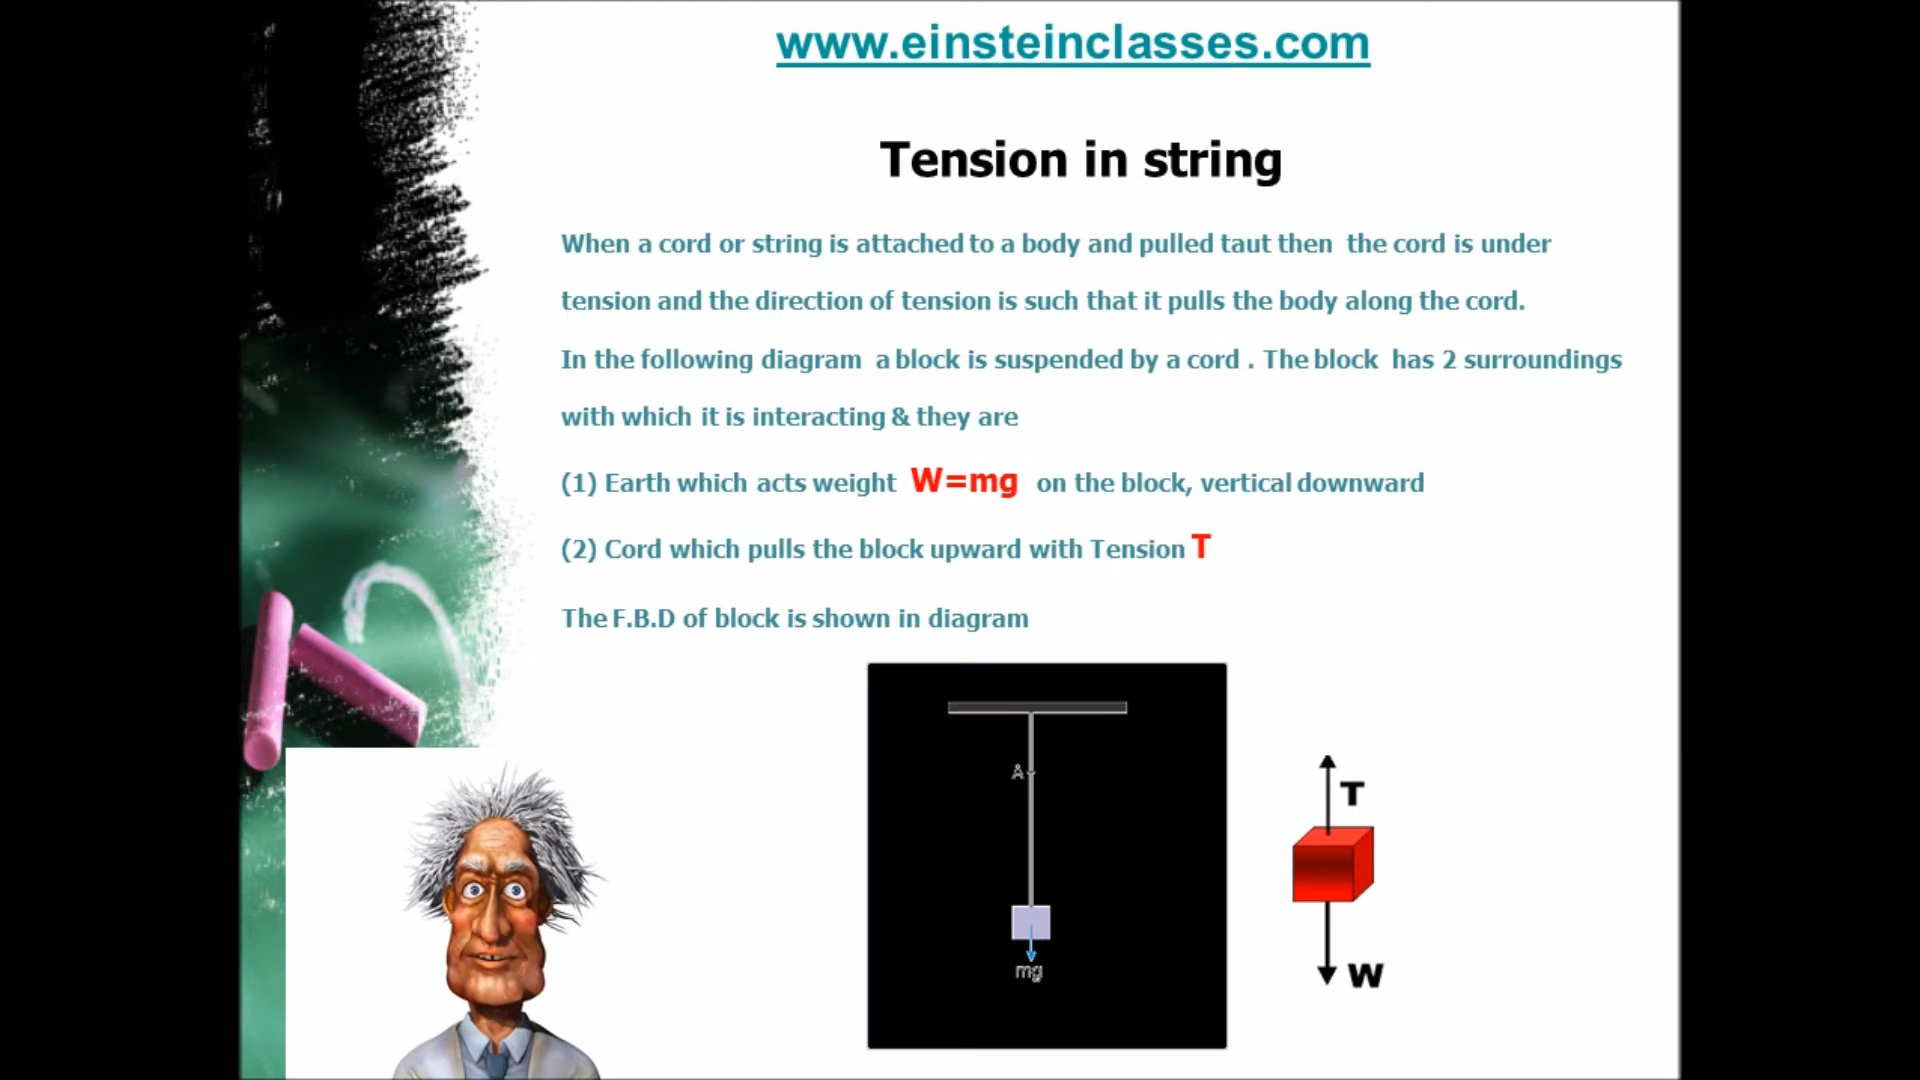 www.einsteinclasses.com
Tension in string
When a cord or string is attached to a body and pulled taut then the cord is under
tension and the direction of tension is such that it pulls the body along the cord.
In the following diagram a block is suspended by a cord . The block has 2 surroundings
with which it is interacting & they are
(1) Earth which acts weight W=mg on the block, vertical downward
(2) Cord which pulls the block upward with Tension T
The F.B.D of block is shown in diagram
A
mg
T
W